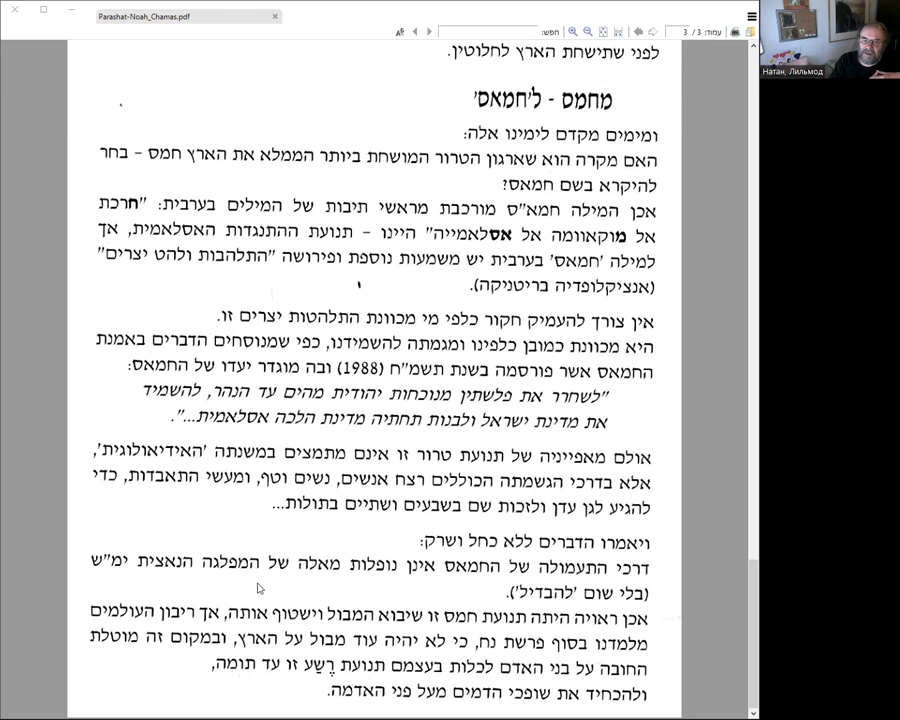 Parashat-Noah_Chamas.pdf
חפש:
עמוד: 3 / 3
לפני שתישחת הארץ לחלוטין.
מחמס - ל'חמאס'
ומימים מקדם לימינו אלה:
האם מקרה הוא שארגון הטרור המושחת ביותר הממלא את הארץ חמס – בחר
להיקרא בשם חמאס?
אכן המילה חמא"ס מורכבת מראשי תיבות של המילים בערבית: "חרכת
אל מוקאוומה אל אסלאמייה" היינו – תנועת ההתנגדות האסלאמית, אך
למילה 'חמאס' בערבית יש משמעות נוספת ופירושה "התלהבות ולהט יצרים"
(אנציקלופדיה בריטניקה).
אין צורך להעמיק חקור כלפי מי מכוונת התלהטות יצרים זו.
היא מכוונת כמובן כלפינו ומגמתה להשמידנו, כפי שמנוסחים הדברים באמנת
החמאס אשר פורסמה בשנת תשמ"ח (1988) ובה מוגדר יעדו של החמאס:
"לשחרר את פלשתין מנוכחות יהודית מהים עד הנהר, להשמיד
את מדינת ישראל ולבנות תחתיה מדינת הלכה אסלאמית...".
אולם מאפייניה של תנועת טרור זו אינם מתמצים במשנתה 'האידיאולוגית',
אלא בדרכי הגשמתה הכוללים רצח אנשים, נשים וטף, ומעשי התאבדות, כדי
להגיע לגן עדן ולזכות שם בשבעים ושתיים בתולות...
ויאמרו הדברים ללא כחל ושרק:
דרכי התעמולה של החמאס אינן נופלות מאלה של המפלגה הנאצית ימ"ש
(בלי שום 'להבדיל').
אכן ראויה היתה תנועת חמס זו שיבוא המבול וישטוף אותה, אך ריבון העולמים
מלמדנו בסוף פרשת נח, כי לא יהיה עוד מבול על הארץ, ובמקום זה מוטלת
החובה על בני האדם לכלות בעצמם תנועת רֶשַע זו עד תומה,
ולהכחיד את שופכי הדמים מעל פני האדמה.
Натан, Лильмод